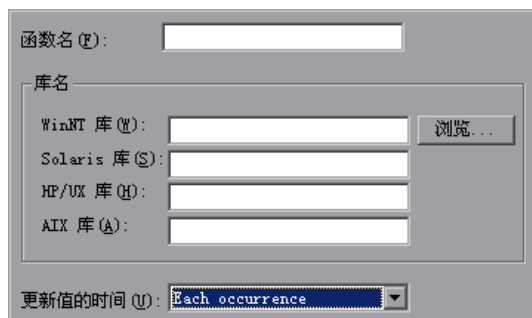 函数名(F):
库名
WinNT 库(W):
浏览...
Solaris 库(S):
HP/UX 库(H):
AIX 库(A):
更新值的时间(U): Each occurrence